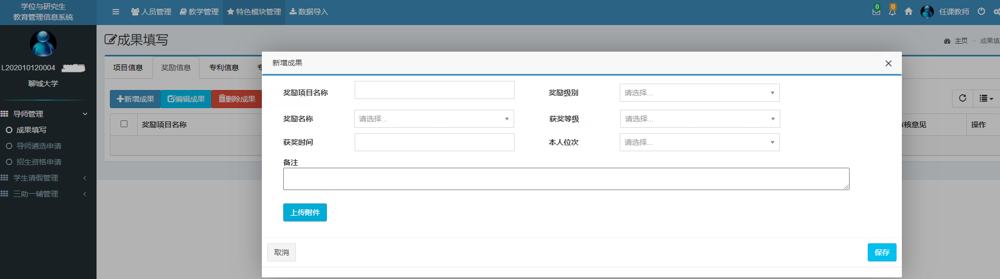 学位与研究生
教育管理信息系统
人员管理
教学管理
特色模块管理
数据导入
0
0
任课教师
L202010120004
聊城大学
导师管理
成果填写
导师遴选申请
招生资格申请
学生请假管理
三助一辅管理
成果填写
主页 > 成果填
项目信息
奖励信息
专利信息
专
新增成果
编辑成果
删除成果
奖励项目名称
核意见
操作
新增成果
奖励项目名称
奖励级别
请选择...
奖励名称
请选择...
获奖等级
请选择...
获奖时间
本人位次
请选择...
备注
上传附件
取消
保存